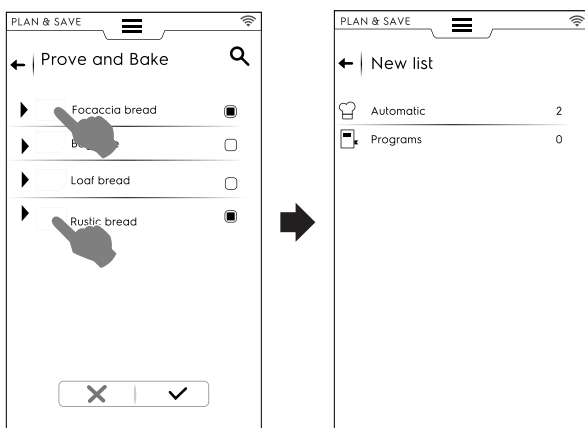 PLAN & SAVE
Prove and Bake
Focaccia bread
Loaf bread
Rustic bread
PLAN & SAVE
New list
Automatic 2
Programs 0